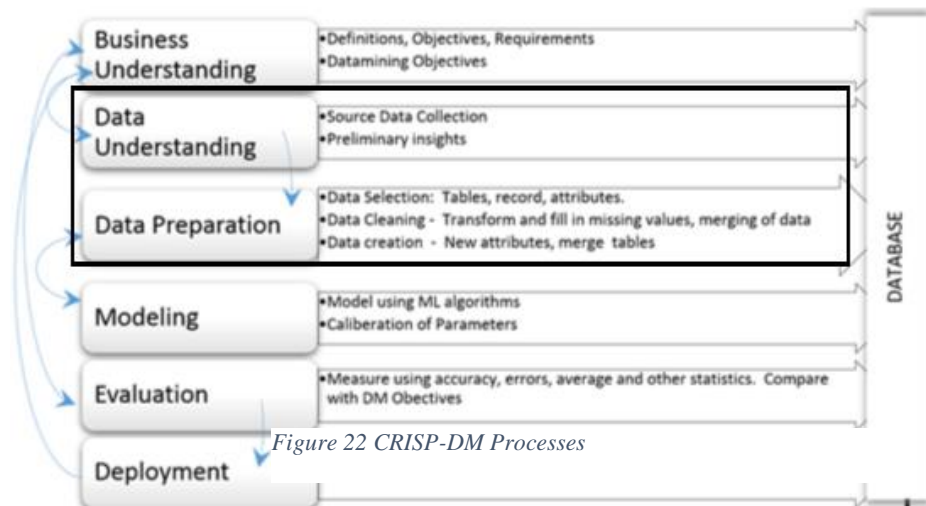 Business
Understanding
•Definitions, Objectives, Requirements
•Datamining Objectives
Data
Understanding
•Source Data Collection
•Preliminary insights
Data Preparation
•Data Selection: Tables, record, attributes.
•Data Cleaning - Transform and fill in missing values, merging of data
•Data creation - New attributes, merge tables
Modeling
•Model using ML algorithms
•Caliberation of Parameters
Evaluation
•Measure using accuracy, errors, average and other statistics. Compare
with DM Obectives
Deployment
DATABASE
Figure 22 CRISP-DM Processes